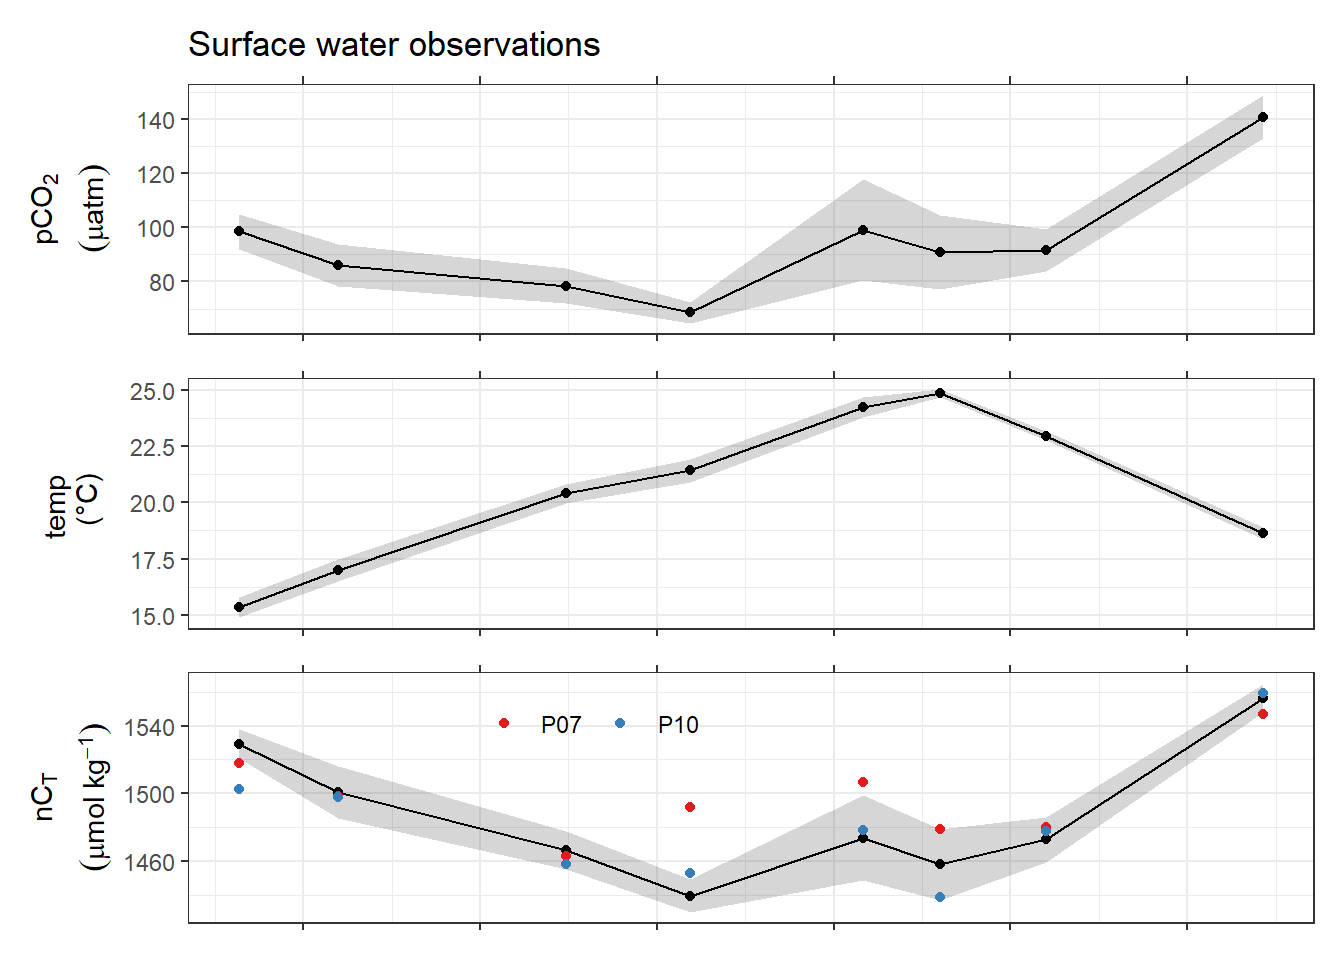 Surface water observations
pCO₂
(µatm)
140
120
100
80
temp
(°C)
25.0
22.5
20.0
17.5
15.0
nC_T
(µmol kg⁻¹)
1540
1500
1460
P07
P10